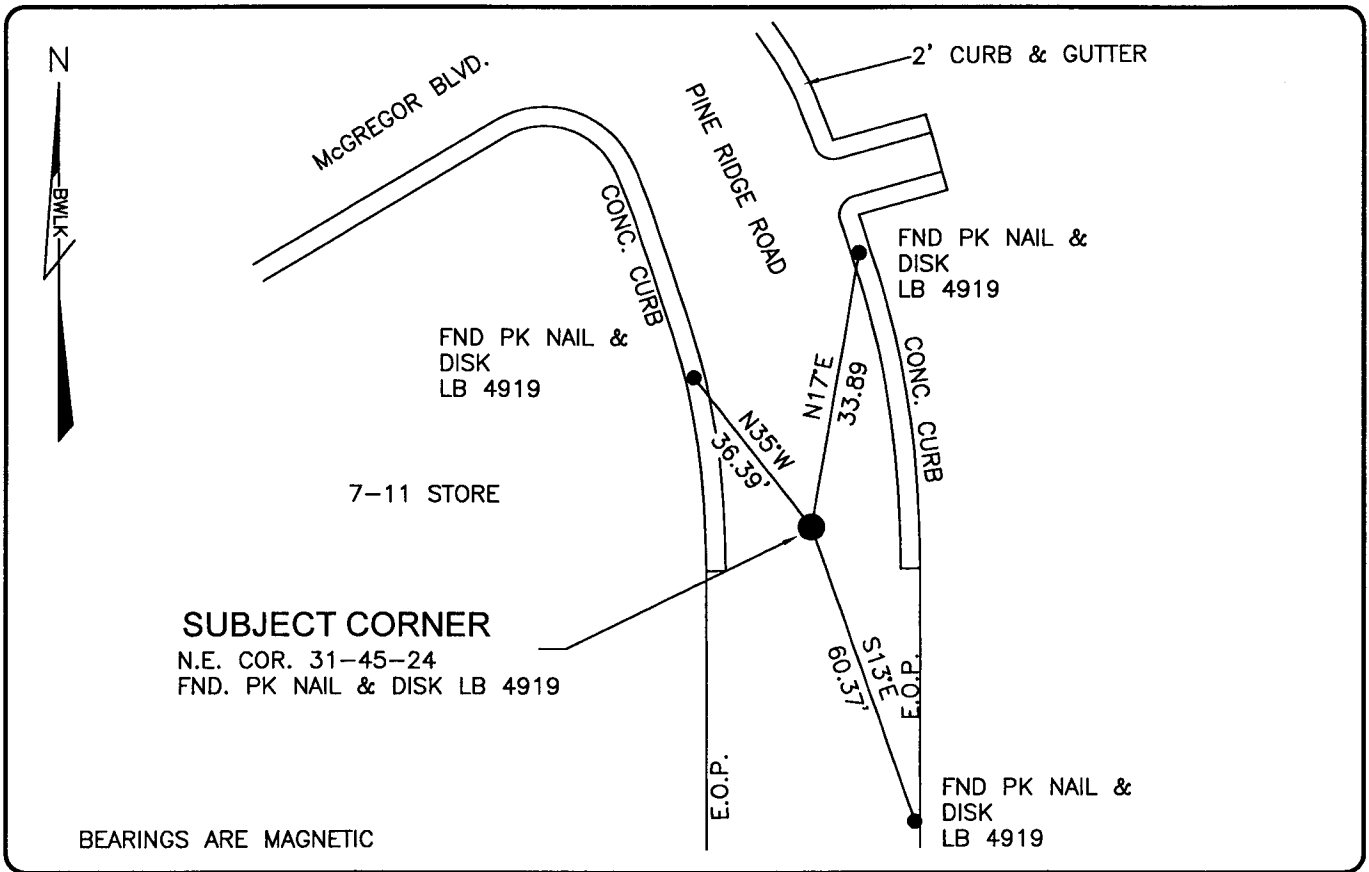 N
BWLK
McGREGOR BLVD.
PINE RIDGE ROAD
2' CURB & GUTTER
CONC. CURB
FND PK NAIL &
DISK
LB 4919
FND PK NAIL &
DISK
LB 4919
CONC. CURB
N17°E
33.89
N35°W
36.39'
7-11 STORE
SUBJECT CORNER
N.E. COR. 31-45-24
FND. PK NAIL & DISK LB 4919
S13°E
60.37'
E.O.P.
E.O.P.
FND PK NAIL &
DISK
LB 4919
BEARINGS ARE MAGNETIC